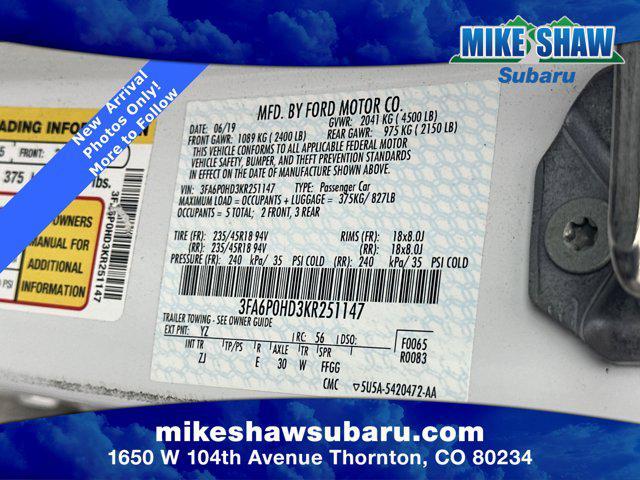 MIKE SHAW
Subaru
New Arrival
Photos Only!
More to Follow
ADING INFOR
FRONT:
375
lbs.
OWNERS
MANUAL FOR
ADDITIONAL
INFORMATION
PSI
MFD. BY FORD MOTOR CO.
06/19 GVWR: 2041 KG ( 4500 LB)
FRONT GAWR: 1089 KG ( 2400 LB) REAR GAWR: 975 KG ( 2150 LB)
THIS VEHICLE CONFORMS TO ALL APPLICABLE FEDERAL MOTOR
VEHICLE SAFETY, BUMPER, AND THEFT PREVENTION STANDARDS
IN EFFECT ON THE DATE OF MANUFACTURE SHOWN ABOVE.
VIN: 3FA6P0HD3KR251147 TYPE: Passenger Car
MAXIMUM LOAD = OCCUPANTS + LUGGAGE = 375KG/ 827LB
OCCUPANTS = 5 TOTAL; 2 FRONT, 3 REAR
TIRE (FR): 235/45R18 94V RIMS (FR): 18x8.0J
(RR): 235/45R18 94V (RR): 18x8.0J
PRESSURE (FR): 240 kPa/ 35 PSI COLD (RR): 240 kPa/ 35 PSI COLD
3FA6P0HD3KR251147
TRAILER TOWING - SEE OWNER GUIDE
EXT PNT: YZ RC: 56 DSO: F0065
INT TR TP/PS R AXLE TR SPR R0083
ZJ E 30 W FFGG
CMC 5U5A-5420472-AA
mikeshawsubaru.com
1650 W 104th Avenue Thornton, CO 80234